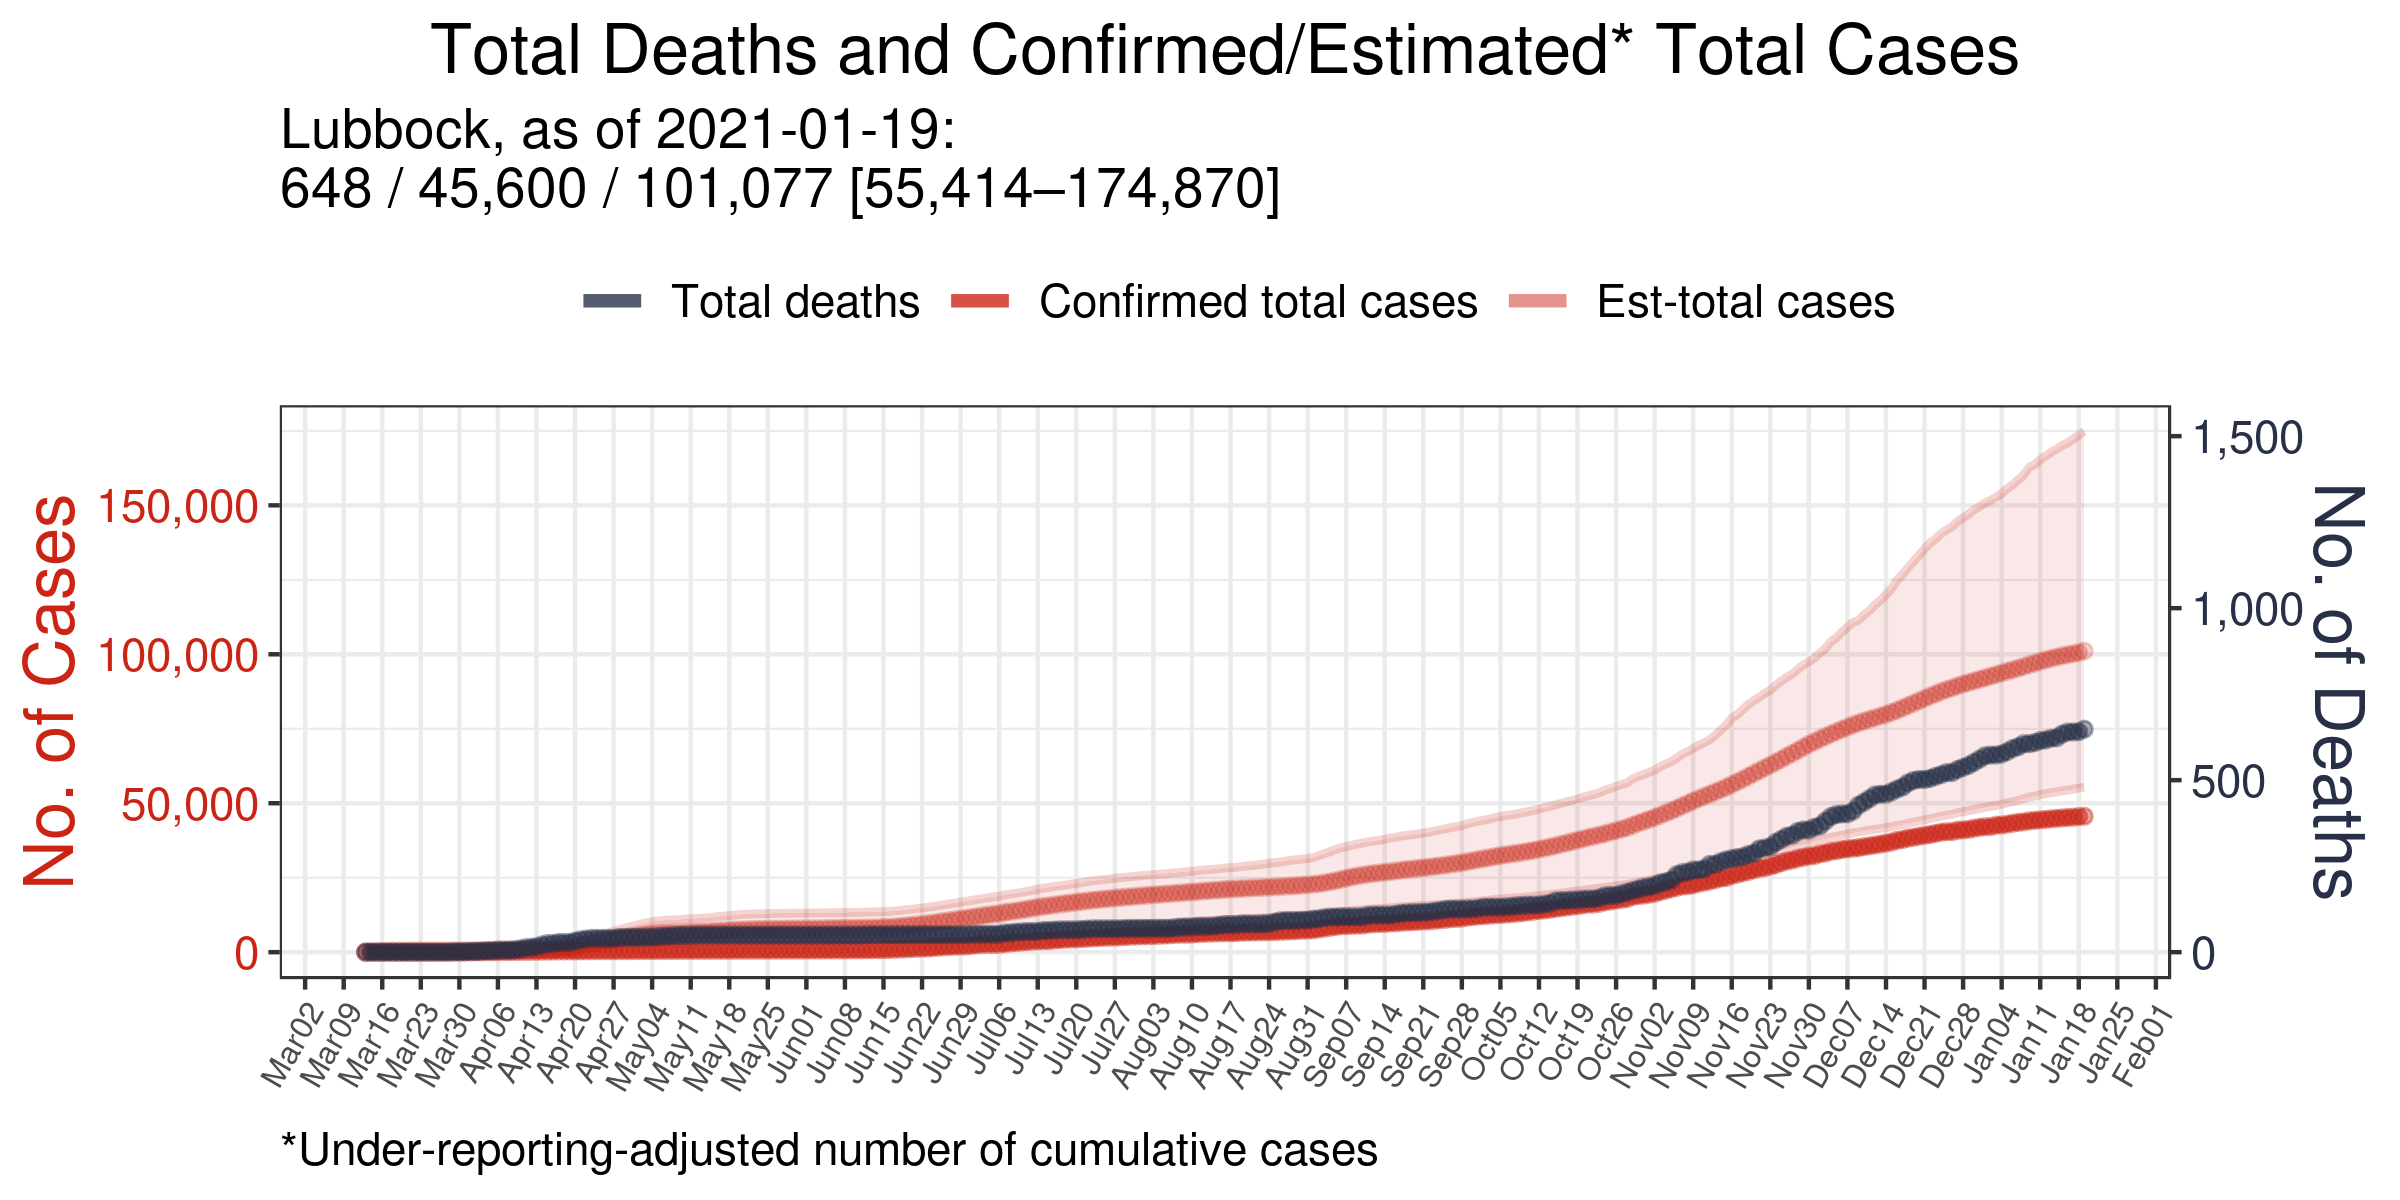 Total Deaths and Confirmed/Estimated* Total Cases
Lubbock, as of 2021-01-19:
648 / 45,600 / 101,077 [55,414–174,870]
Total deaths
Confirmed total cases
Est-total cases
No. of Cases
150,000
100,000
50,000
0
1,500
1,000
500
0
No. of Deaths
Mar02
Mar09
Mar16
Mar23
Mar30
Apr06
Apr13
Apr20
Apr27
May04
May11
May18
May25
Jun01
Jun08
Jun15
Jun22
Jun29
Jul06
Jul13
Jul20
Jul27
Aug03
Aug10
Aug17
Aug24
Aug31
Sep07
Sep14
Sep21
Sep28
Oct05
Oct12
Oct19
Oct26
Nov02
Nov09
Nov16
Nov23
Nov30
Dec07
Dec14
Dec21
Dec28
Jan04
Jan11
Jan18
Jan25
Feb01
*Under-reporting-adjusted number of cumulative cases